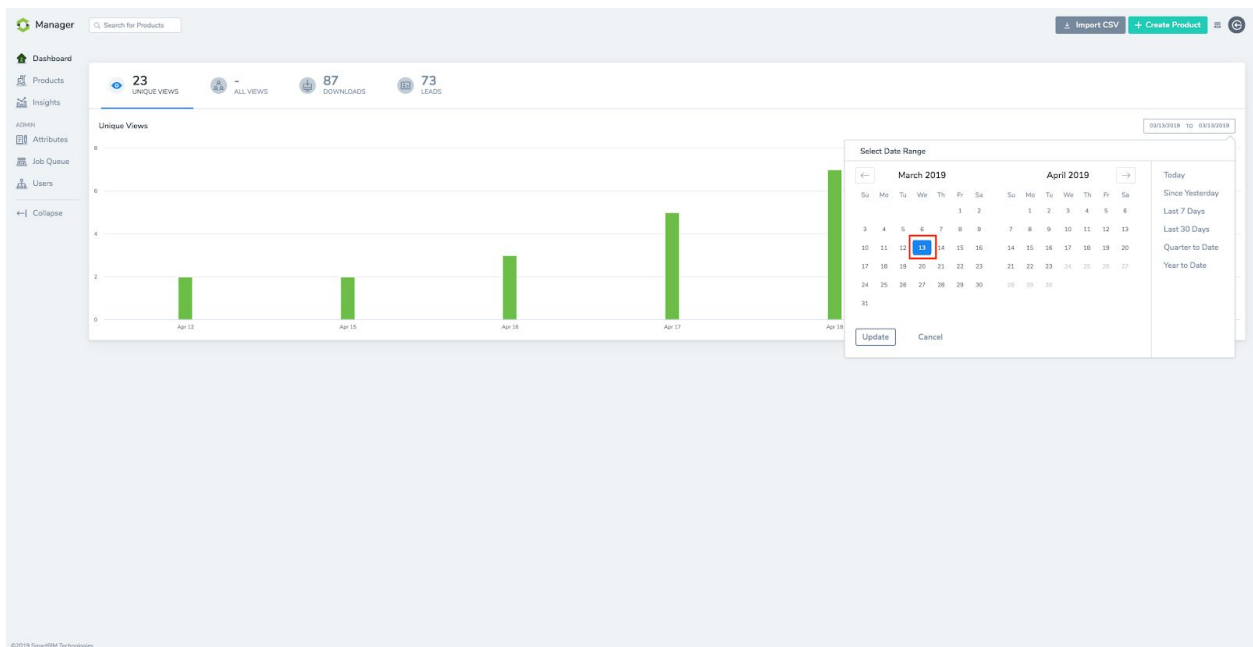 Manager
Search for Products
Import CSV
+ Create Product
Dashboard
Products
Insights
ADMIN
Attributes
Job Queue
Users
Collapse
23
UNIQUE VIEWS
-
ALL VIEWS
87
DOWNLOADS
73
LEADS
Unique Views
03/13/2019 TO 03/13/2019
8
6
4
2
0
Apr 12
Apr 15
Apr 16
Apr 17
Apr 18
Select Date Range
March 2019
Su Mo Tu We Th Fr Sa
1 2
3 4 5 6 7 8 9
10 11 12 13 14 15 16
17 18 19 20 21 22 23
24 25 26 27 28 29 30
31
April 2019
Su Mo Tu We Th Fr Sa
1 2 3 4 5 6
7 8 9 10 11 12 13
14 15 16 17 18 19 20
21 22 23 24 25 26 27
28 29 30
Today
Since Yesterday
Last 7 Days
Last 30 Days
Quarter to Date
Year to Date
Update
Cancel
©2019 SmartBIM Technologies